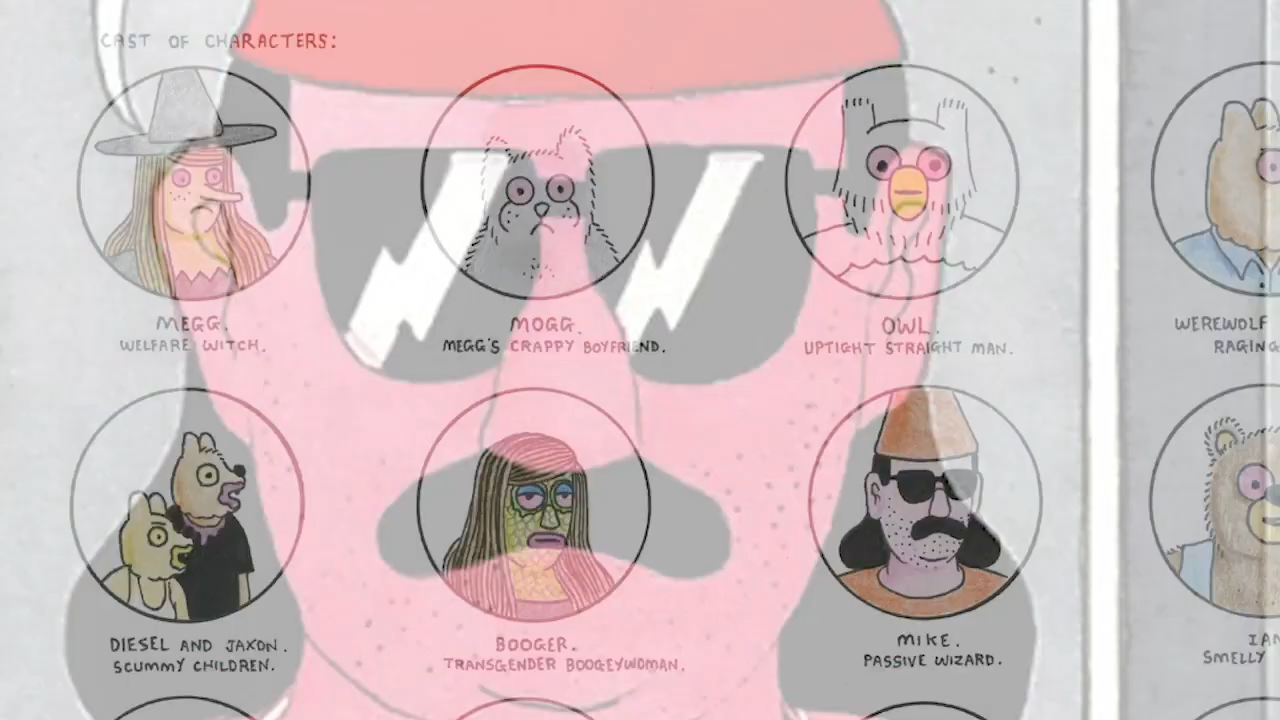 CAST OF CHARACTERS:
MEGG.
WELFARE WITCH.
MOGG.
MEGG'S CRAPPY BOYFRIEND.
OWL.
UPTIGHT STRAIGHT MAN.
WEREWOLF
RAGING
DIESEL AND JAXON.
SCUMMY CHILDREN.
BOOGER.
TRANSGENDER BOOGEYWOMAN.
MIKE.
PASSIVE WIZARD.
IAN
SMELLY